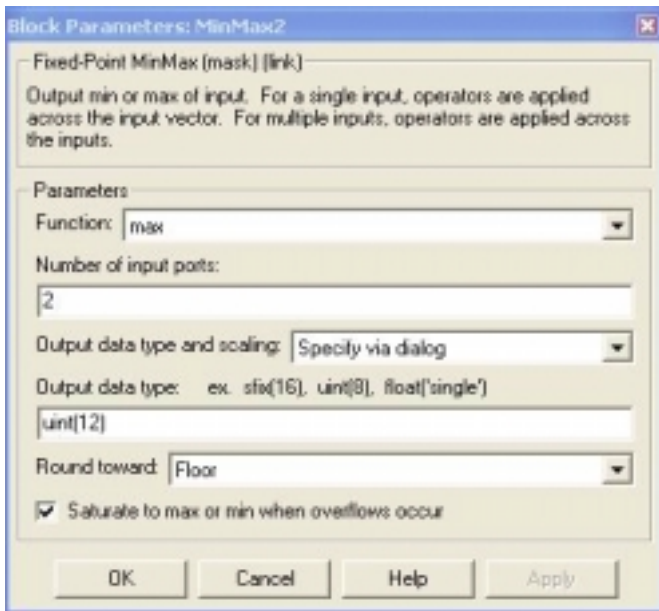 Block Parameters: MinMax2
Fixed-Point MinMax (mask) (link)
Output min or max of input. For a single input, operators are applied
across the input vector. For multiple inputs, operators are applied across
the inputs.
Parameters
Function: max
Number of input ports:
2
Output data type and scaling: Specify via dialog
Output data type: ex. sfix(16), uint(8), float('single')
uint(12)
Round toward: Floor
Saturate to max or min when overflows occur
OK Cancel Help Apply